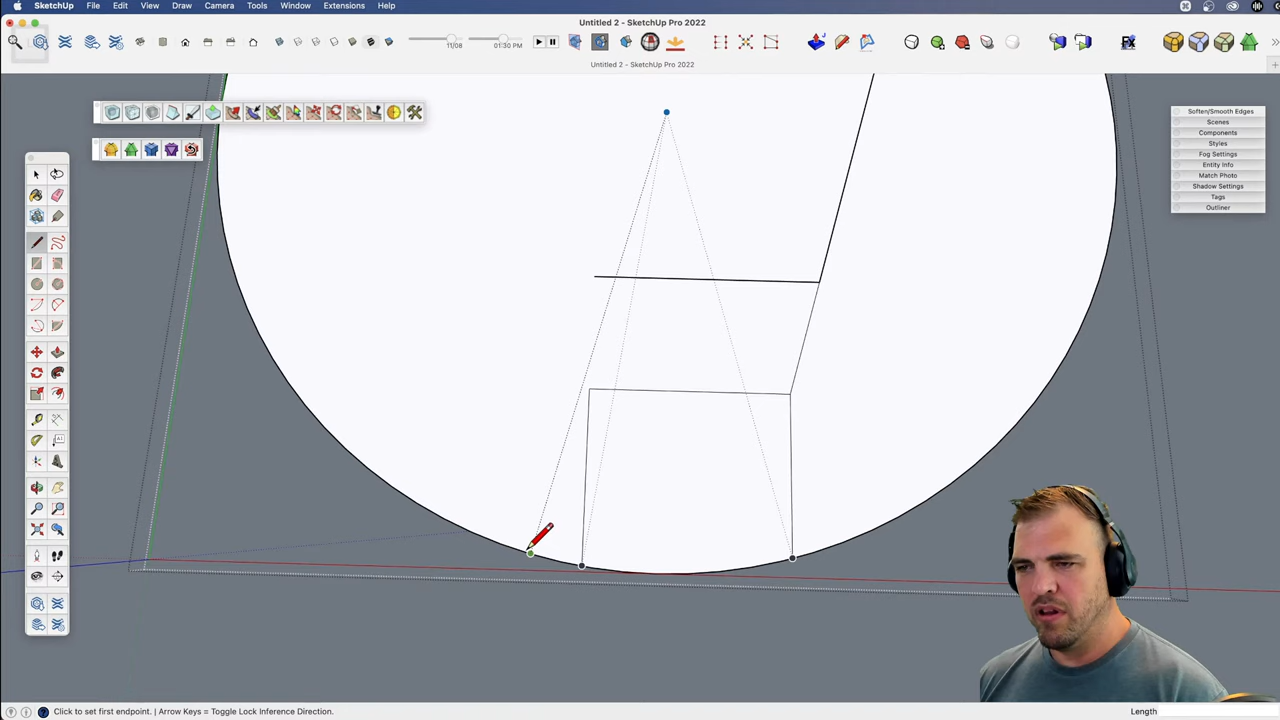 SketchUp File Edit View Draw Camera Tools Window Extensions Help
Untitled 2 - SketchUp Pro 2022
11/08 01:30 PM
Untitled 2 - SketchUp Pro 2022
Soften/Smooth Edges
Scenes
Components
Styles
Fog Settings
Entity Info
Match Photo
Shadow Settings
Tags
Outliner
Click to set first endpoint. | Arrow Keys = Toggle Lock Inference Direction.
Length